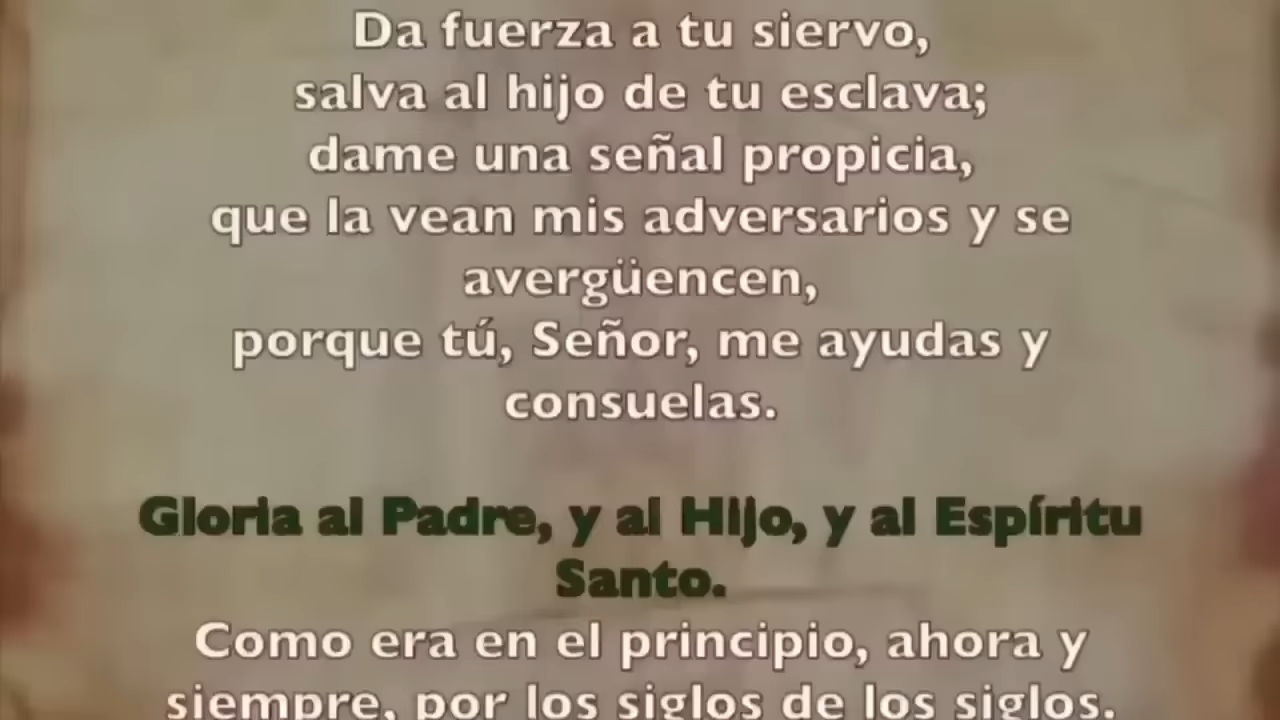 Da fuerza a tu siervo,
salva al hijo de tu esclava;
dame una señal propicia,
que la vean mis adversarios y se
avergüencen,
porque tú, Señor, me ayudas y
consuelas.
Gloria al Padre, y al Hijo, y al Espíritu
Santo.
Como era en el principio, ahora y
siempre, por los siglos de los siglos.